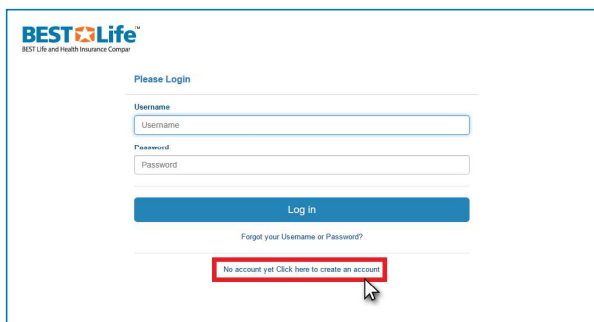 BEST Life™
BEST Life and Health Insurance Compar
Please Login
Username
Username
Password
Password
Log in
Forgot your Username or Password?
No account yet Click here to create an account